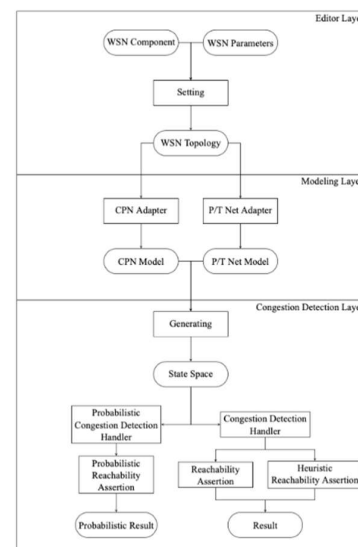 Editor Laye
WSN Component
WSN Parameters
Setting
WSN Topology
Modeling Laye
CPN Adapter
P/T Net Adapter
CPN Model
P/T Net Model
Congestion Detection Laye
Generating
State Space
Probabilistic
Congestion Detection
Handler
Congestion Detection
Handler
Probabilistic
Reachability
Assertion
Reachability
Assertion
Heuristic
Reachability Assertion
Probabilistic Result
Result